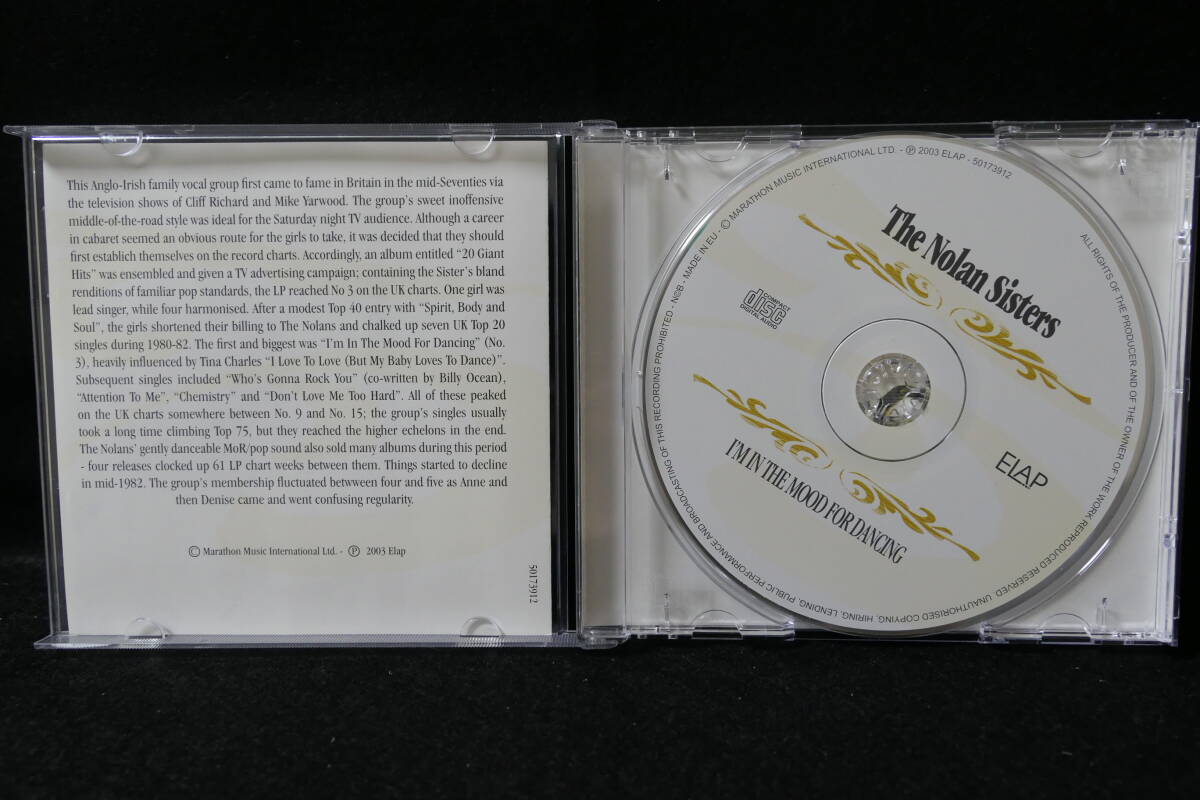 This Anglo-Irish family vocal group first came to fame in Britain in the mid-Seventies via
the television shows of Cliff Richard and Mike Yarwood. The group's sweet inoffensive
middle-of-the-road style was ideal for the Saturday night TV audience. Although a career
in cabaret seemed an obvious route for the girls to take, it was decided that they should
first establich themselves on the record charts. Accordingly, an album entitled “20 Giant
Hits” was ensembled and given a TV advertising campaign; containing the Sister's bland
renditions of familiar pop standards, the LP reached No 3 on the UK charts. One girl was
lead singer, while four harmonised. After a modest Top 40 entry with “Spirit, Body and
Soul”, the girls shortened their billing to The Nolans and chalked up seven UK Top 20
singles during 1980-82. The first and biggest was “I'm In The Mood For Dancing” (No.
3), heavily influenced by Tina Charles “I Love To Love (But My Baby Loves To Dance)”.
Subsequent singles included “Who's Gonna Rock You” (co-written by Billy Ocean),
“Attention To Me”, “Chemistry” and “Don't Love Me Too Hard”. All of these peaked
on the UK charts somewhere between No. 9 and No. 15; the group's singles usually
took a long time climbing Top 75, but they reached the higher echelons in the end.
The Nolans' gently danceable MoR/pop sound also sold many albums during this period
- four releases clocked up 61 LP chart weeks between them. Things started to decline
in mid-1982. The group's membership fluctuated betwween four and five as Anne and
then Denise came and went confusing regularity.
© Marathon Music International Ltd. - ℗ 2003 Elap
50173912
The Nolan Sisters
COMPACT
disc
DIGITAL AUDIO
ELAP
I'M IN THE MOOD FOR DANCING
ALL RIGHTS OF THE PRODUCER AND OF THE OWNER OF THE WORK REPRODUCED RESERVED. UNAUTHORISED COPYING, HIRING, LENDING, PUBLIC PERFORMANCE AND BROADCASTING OF THIS RECORDING PROHIBITED. - N©B - MADE IN EU - © MARATHON MUSIC INTERNATIONAL LTD. - ℗ 2003 ELAP - 50173912